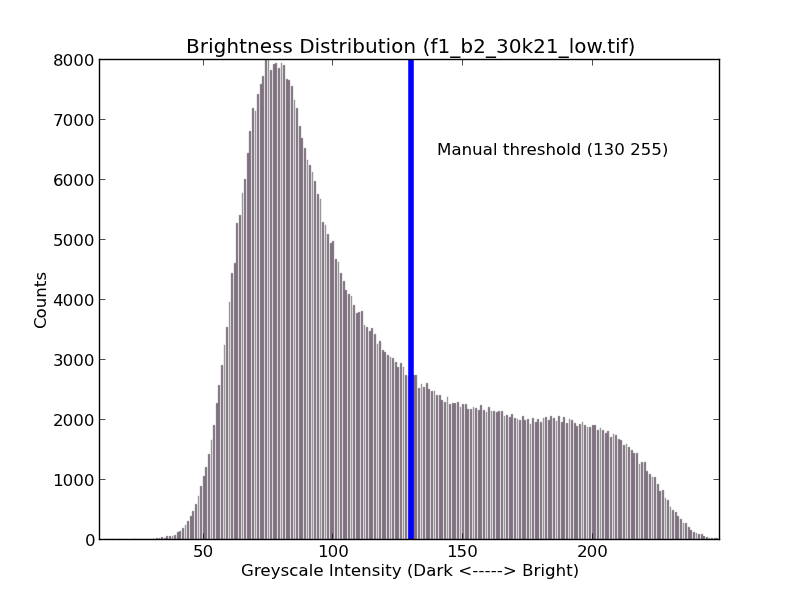 Brightness Distribution (f1_b2_30k21_low.tif)
8000
7000
6000
5000
4000
3000
2000
1000
0
Counts
Manual threshold (130 255)
50 100 150 200
Greyscale Intensity (Dark <-----> Bright)